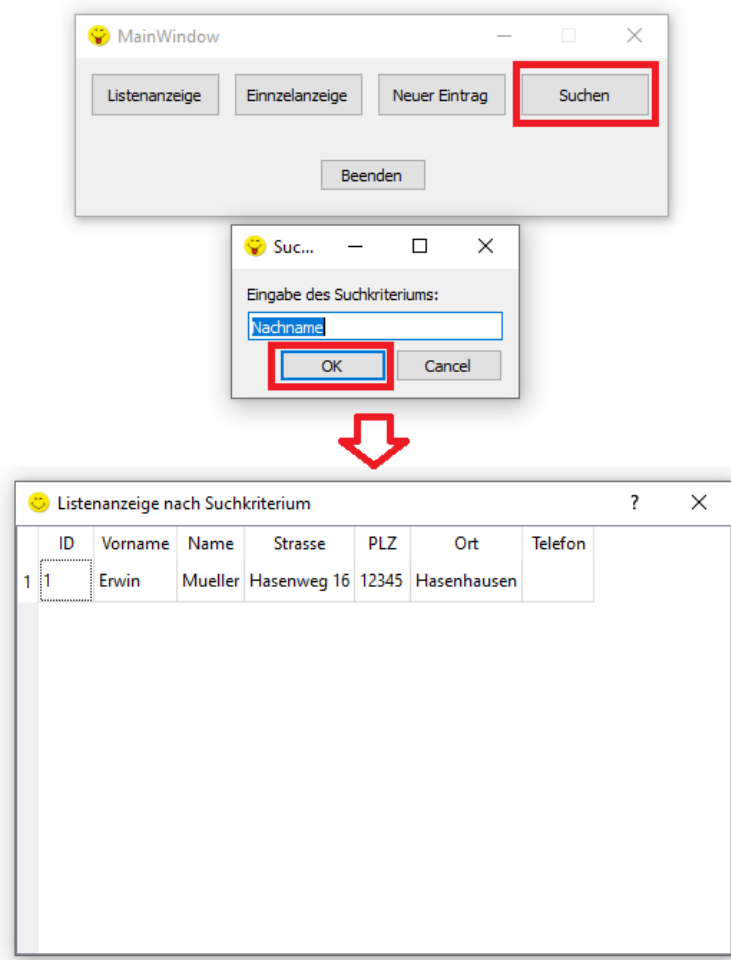 MainWindow
Listenanzeige Einnzelanzeige Neuer Eintrag Suchen
Beenden
Suc...
Eingabe des Suchkriteriums:
Nachname
OK Cancel
Listenanzeige nach Suchkriterium ?
ID Vorname Name Strasse PLZ Ort Telefon
1 1 Erwin Mueller Hasenweg 16 12345 Hasenhausen